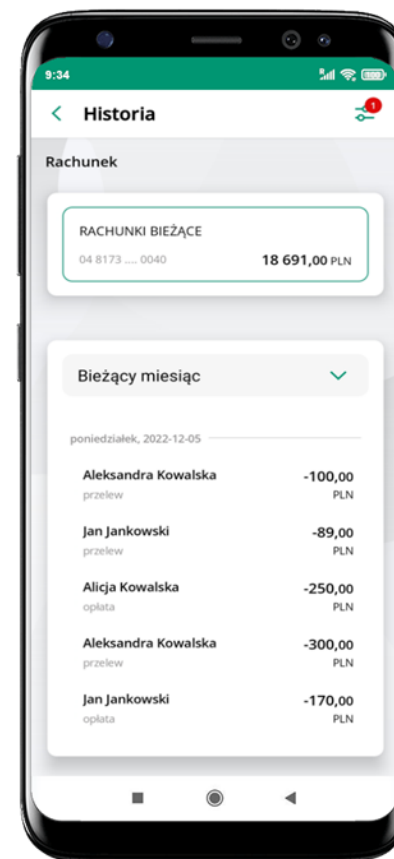 9:34
Historia
1
Rachunek
RACHUNKI BIEŻĄCE
04 8173 .... 0040
18 691,00 PLN
Bieżący miesiąc
poniedziałek, 2022-12-05
Aleksandra Kowalska
-100,00
przelew
PLN
Jan Jankowski
-89,00
przelew
PLN
Alicja Kowalska
-250,00
opłata
PLN
Aleksandra Kowalska
-300,00
przelew
PLN
Jan Jankowski
-170,00
opłata
PLN